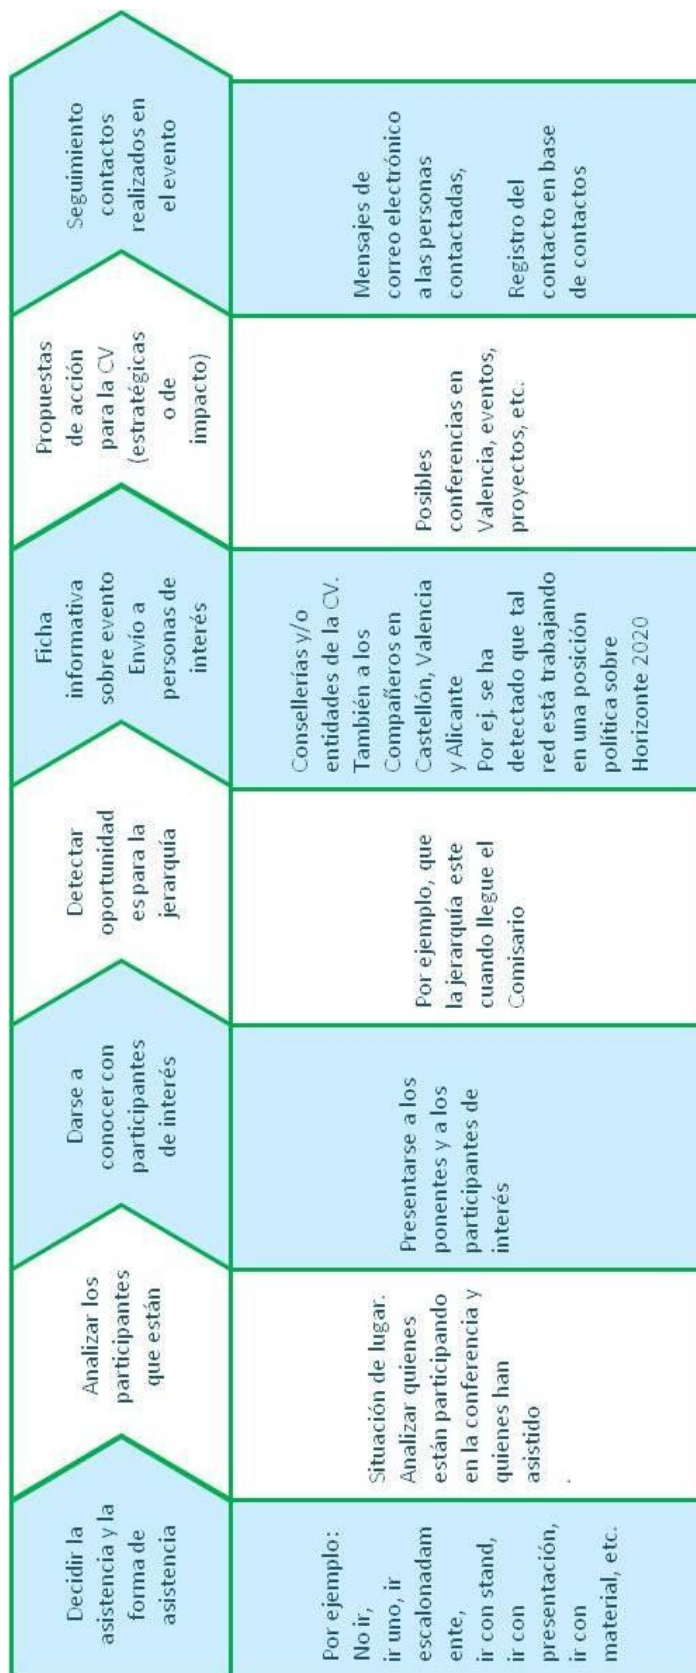 Decidir la
asistencia y la
forma de
asistencia
Analizar los
participantes
que están
Darse a
conocer con
participantes
de interés
Detectar
oportunidad
es para la
jerarquía
Ficha
informativa
sobre evento
Envío a
personas de
interés
Propuestas
de acción
para la CV
(estratégicas
o de
impacto)
Seguimiento
contactos
realizados en
el evento
Por ejemplo:
No ir,
ir uno, ir
escalonadam
ente,
ir con stand,
ir con
presentación,
ir con
material, etc.
Situación de lugar.
Analizar quienes
están participando
en la conferencia y
quienes han
asistido
.
Presentarse a los
ponentes y a los
participantes de
interés
Por ejemplo, que
la jerarquía este
cuando llegue el
Comisario
Consellerías y/o
entidades de la CV.
También a los
Compañeros en
Castellón, Valencia
y Alicante
Por ej. se ha
detectado que tal
red está trabajando
en una posición
política sobre
Horizonte 2020
Posibles
conferencias en
Valencia, eventos,
proyectos, etc.
Mensajes de
correo electrónico
a las personas
contactadas,
Registro del
contacto en base
de contactos